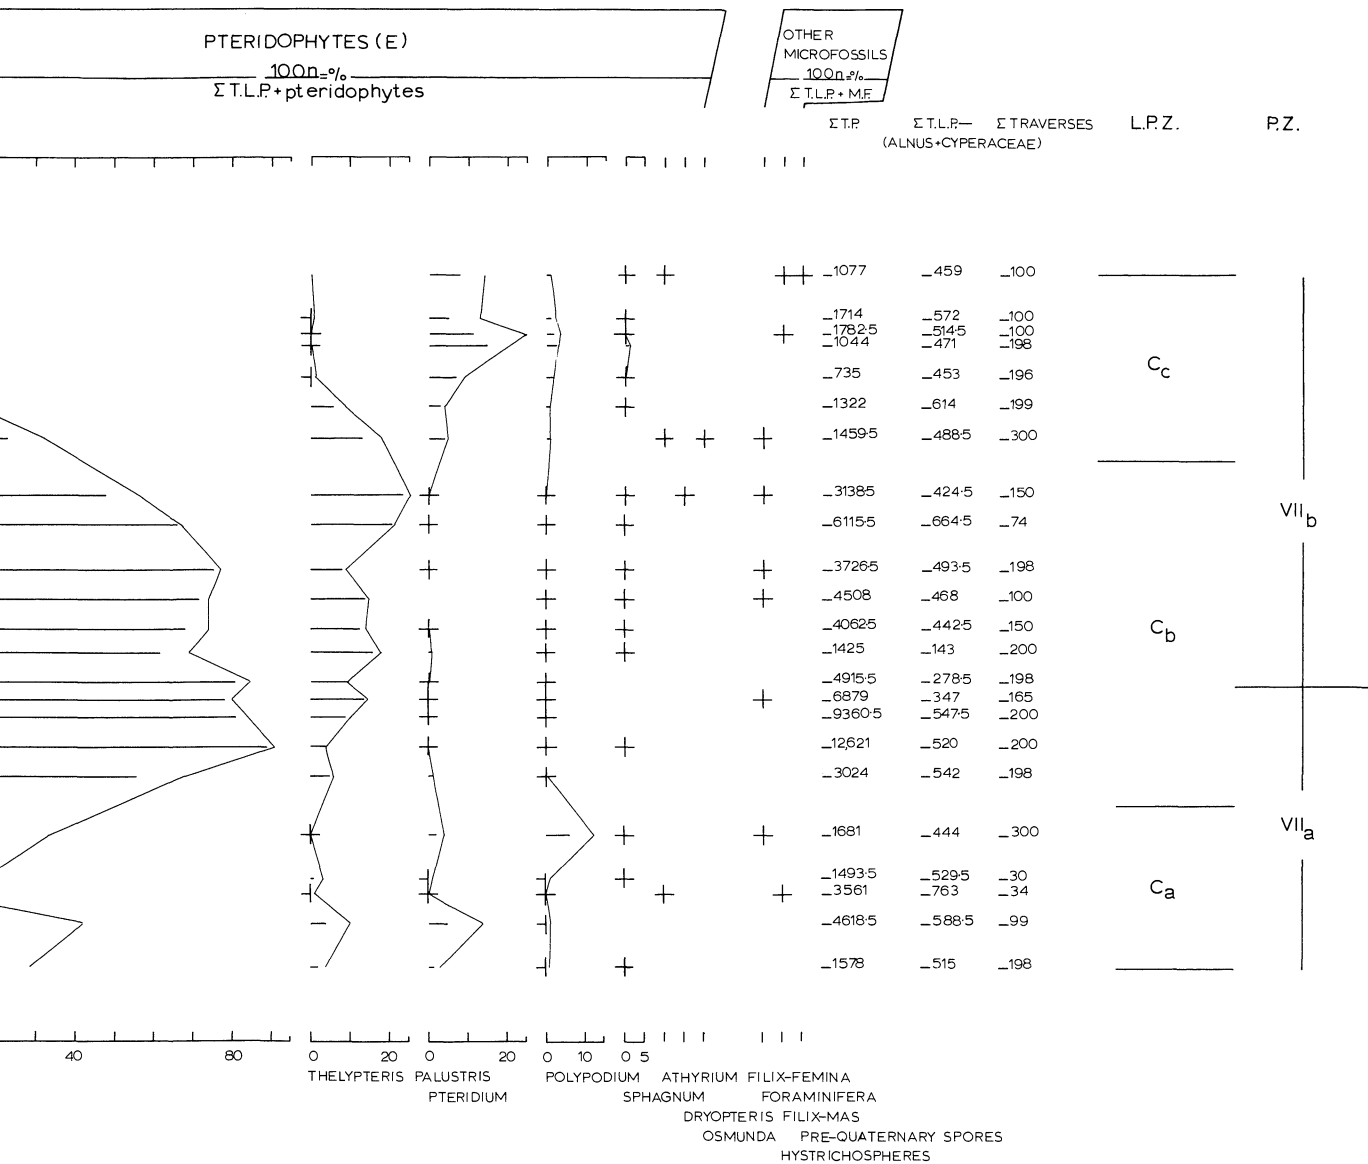 PTERIDOPHYTES (E)
100n=%
Σ T.L.P.+pteridophytes
OTHER
MICROFOSSILS
100n=%
Σ T.L.P.+ M.F.
Σ T.P. Σ T.L.P.— Σ TRAVERSES L.P.Z. P.Z.
(ALNUS+CYPERACEAE)
1077 459 100
1714 572 100
1782·5 514·5 100
1044 471 198
735 453 196
1322 614 199
1459·5 488·5 300
3138·5 424·5 150
6115·5 664·5 74
3726·5 493·5 198
4508 468 100
4062·5 442·5 150
1425 143 200
4915·5 278·5 198
6879 347 165
9360·5 547·5 200
12,621 520 200
3024 542 198
1681 444 300
1493·5 529·5 30
3561 763 34
4618·5 588·5 99
1578 515 198
Cc
Cb
Ca
VIIb
VIIa
40 80 0 20 0 20 0 10 0 5
THELYPTERIS PALUSTRIS POLYPODIUM ATHYRIUM FILIX-FEMINA
PTERIDIUM SPHAGNUM FORAMINIFERA
DRYOPTERIS FILIX-MAS
OSMUNDA PRE-QUATERNARY SPORES
HYSTRICHOSPHERES